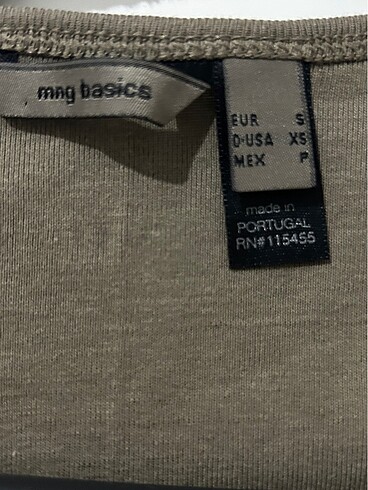 mng basics
EUR S
D·USA XS
MEX P
made in
PORTUGAL
RN#115455